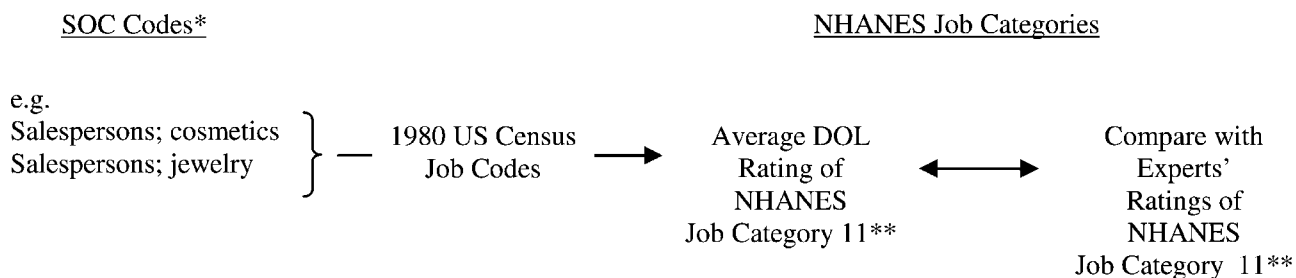 SOC Codes*
NHANES Job Categories
e.g.
Salespersons; cosmetics
Salespersons; jewelry
1980 US Census
Job Codes
Average DOL
Rating of
NHANES
Job Category 11**
Compare with
Experts'
Ratings of
NHANES
Job Category 11**